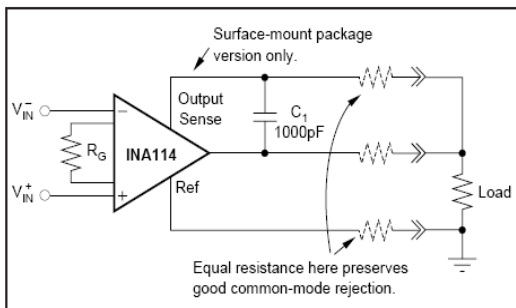 Surface-mount package
version only.
V⁻IN
Output
Sense
C1
1000pF
RG
INA114
V⁺IN
Ref
Load
Equal resistance here preserves
good common-mode rejection.